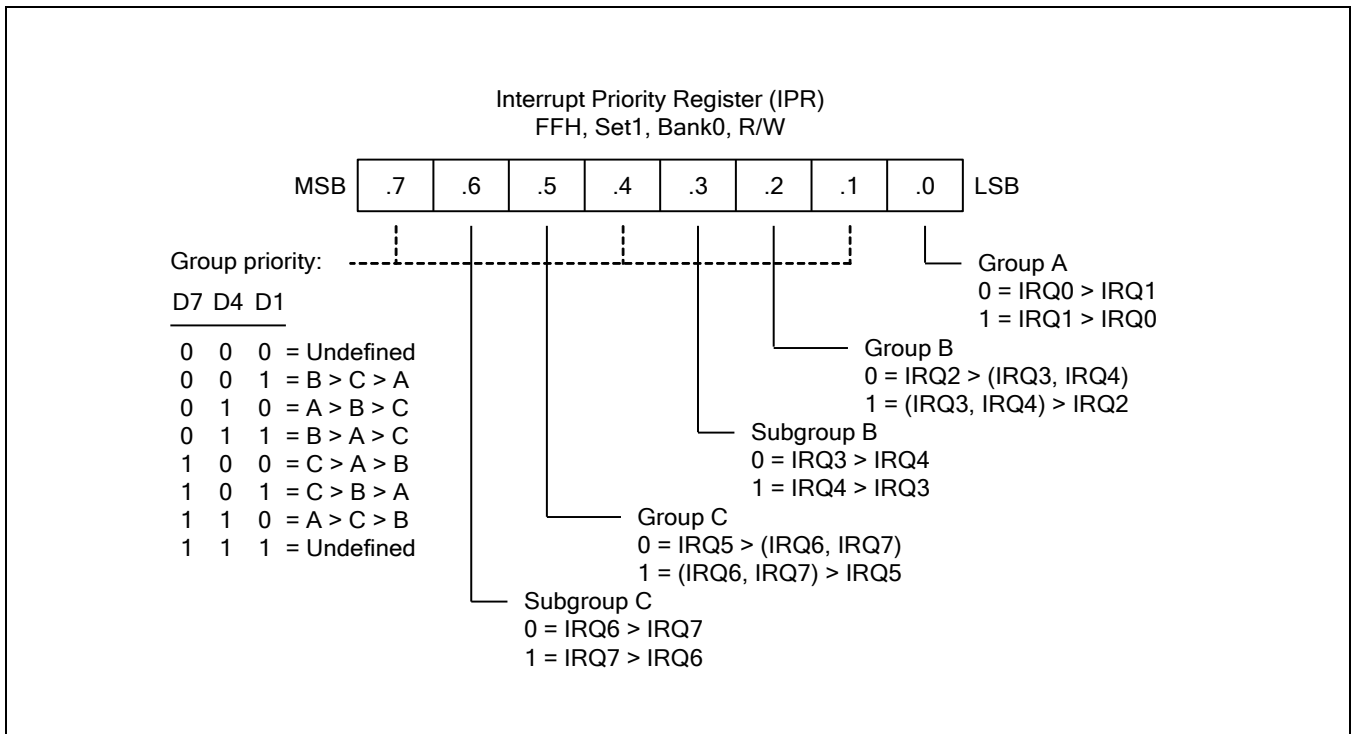 Interrupt Priority Register (IPR)
FFH, Set1, Bank0, R/W
MSB .7 .6 .5 .4 .3 .2 .1 .0 LSB
Group priority:
D7 D4 D1
0 0 0 = Undefined
0 0 1 = B > C > A
0 1 0 = A > B > C
0 1 1 = B > A > C
1 0 0 = C > A > B
1 0 1 = C > B > A
1 1 0 = A > C > B
1 1 1 = Undefined
Group A
0 = IRQ0 > IRQ1
1 = IRQ1 > IRQ0
Group B
0 = IRQ2 > (IRQ3, IRQ4)
1 = (IRQ3, IRQ4) > IRQ2
Subgroup B
0 = IRQ3 > IRQ4
1 = IRQ4 > IRQ3
Group C
0 = IRQ5 > (IRQ6, IRQ7)
1 = (IRQ6, IRQ7) > IRQ5
Subgroup C
0 = IRQ6 > IRQ7
1 = IRQ7 > IRQ6